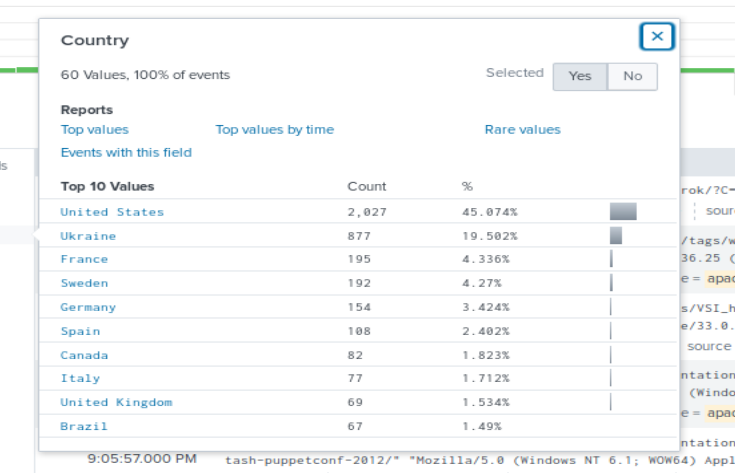 Country
60 Values, 100% of events
Selected Yes No
Reports
Top values Top values by time Rare values
Events with this field
Top 10 Values Count %
United States 2,027 45.074%
Ukraine 877 19.502%
France 195 4.336%
Sweden 192 4.27%
Germany 154 3.424%
Spain 108 2.402%
Canada 82 1.823%
Italy 77 1.712%
United Kingdom 69 1.534%
Brazil 67 1.49%
9:05:57.000 PM tash-puppetconf-2012/" "Mozilla/5.0 (Windows NT 6.1; WOW64) Appl
rok/?C=
sour
/tags/w
36.25 (
e = apac
s/VSI_h
e/33.0.
source
ntation
(Windo
e = apac
ntation